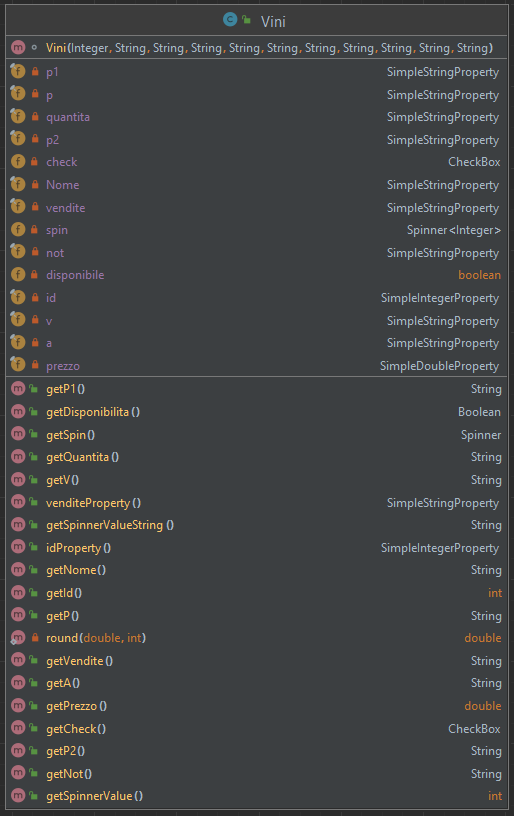 C Vini
m Vini(Integer, String, String, String, String, String, String, String, String, String, String)
f p1 SimpleStringProperty
f p SimpleStringProperty
f quantita SimpleStringProperty
f p2 SimpleStringProperty
f check CheckBox
f Nome SimpleStringProperty
f vendite SimpleStringProperty
f spin Spinner<Integer>
f not SimpleStringProperty
f disponibile boolean
f id SimpleIntegerProperty
f v SimpleStringProperty
f a SimpleStringProperty
f prezzo SimpleDoubleProperty
m getP1() String
m getDisponibilita() Boolean
m getSpin() Spinner
m getQuantita() String
m getV() String
m venditeProperty() SimpleStringProperty
m getSpinnerValueString() String
m idProperty() SimpleIntegerProperty
m getNome() String
m getId() int
m getP() String
m round(double, int) double
m getVendite() String
m getA() String
m getPrezzo() double
m getCheck() CheckBox
m getP2() String
m getNot() String
m getSpinnerValue() int